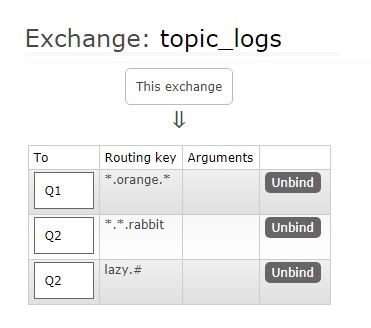 Exchange: topic_logs
This exchange
⇓
To Routing key Arguments
Q1 *.orange.* Unbind
Q2 *.*.rabbit Unbind
Q2 lazy.# Unbind